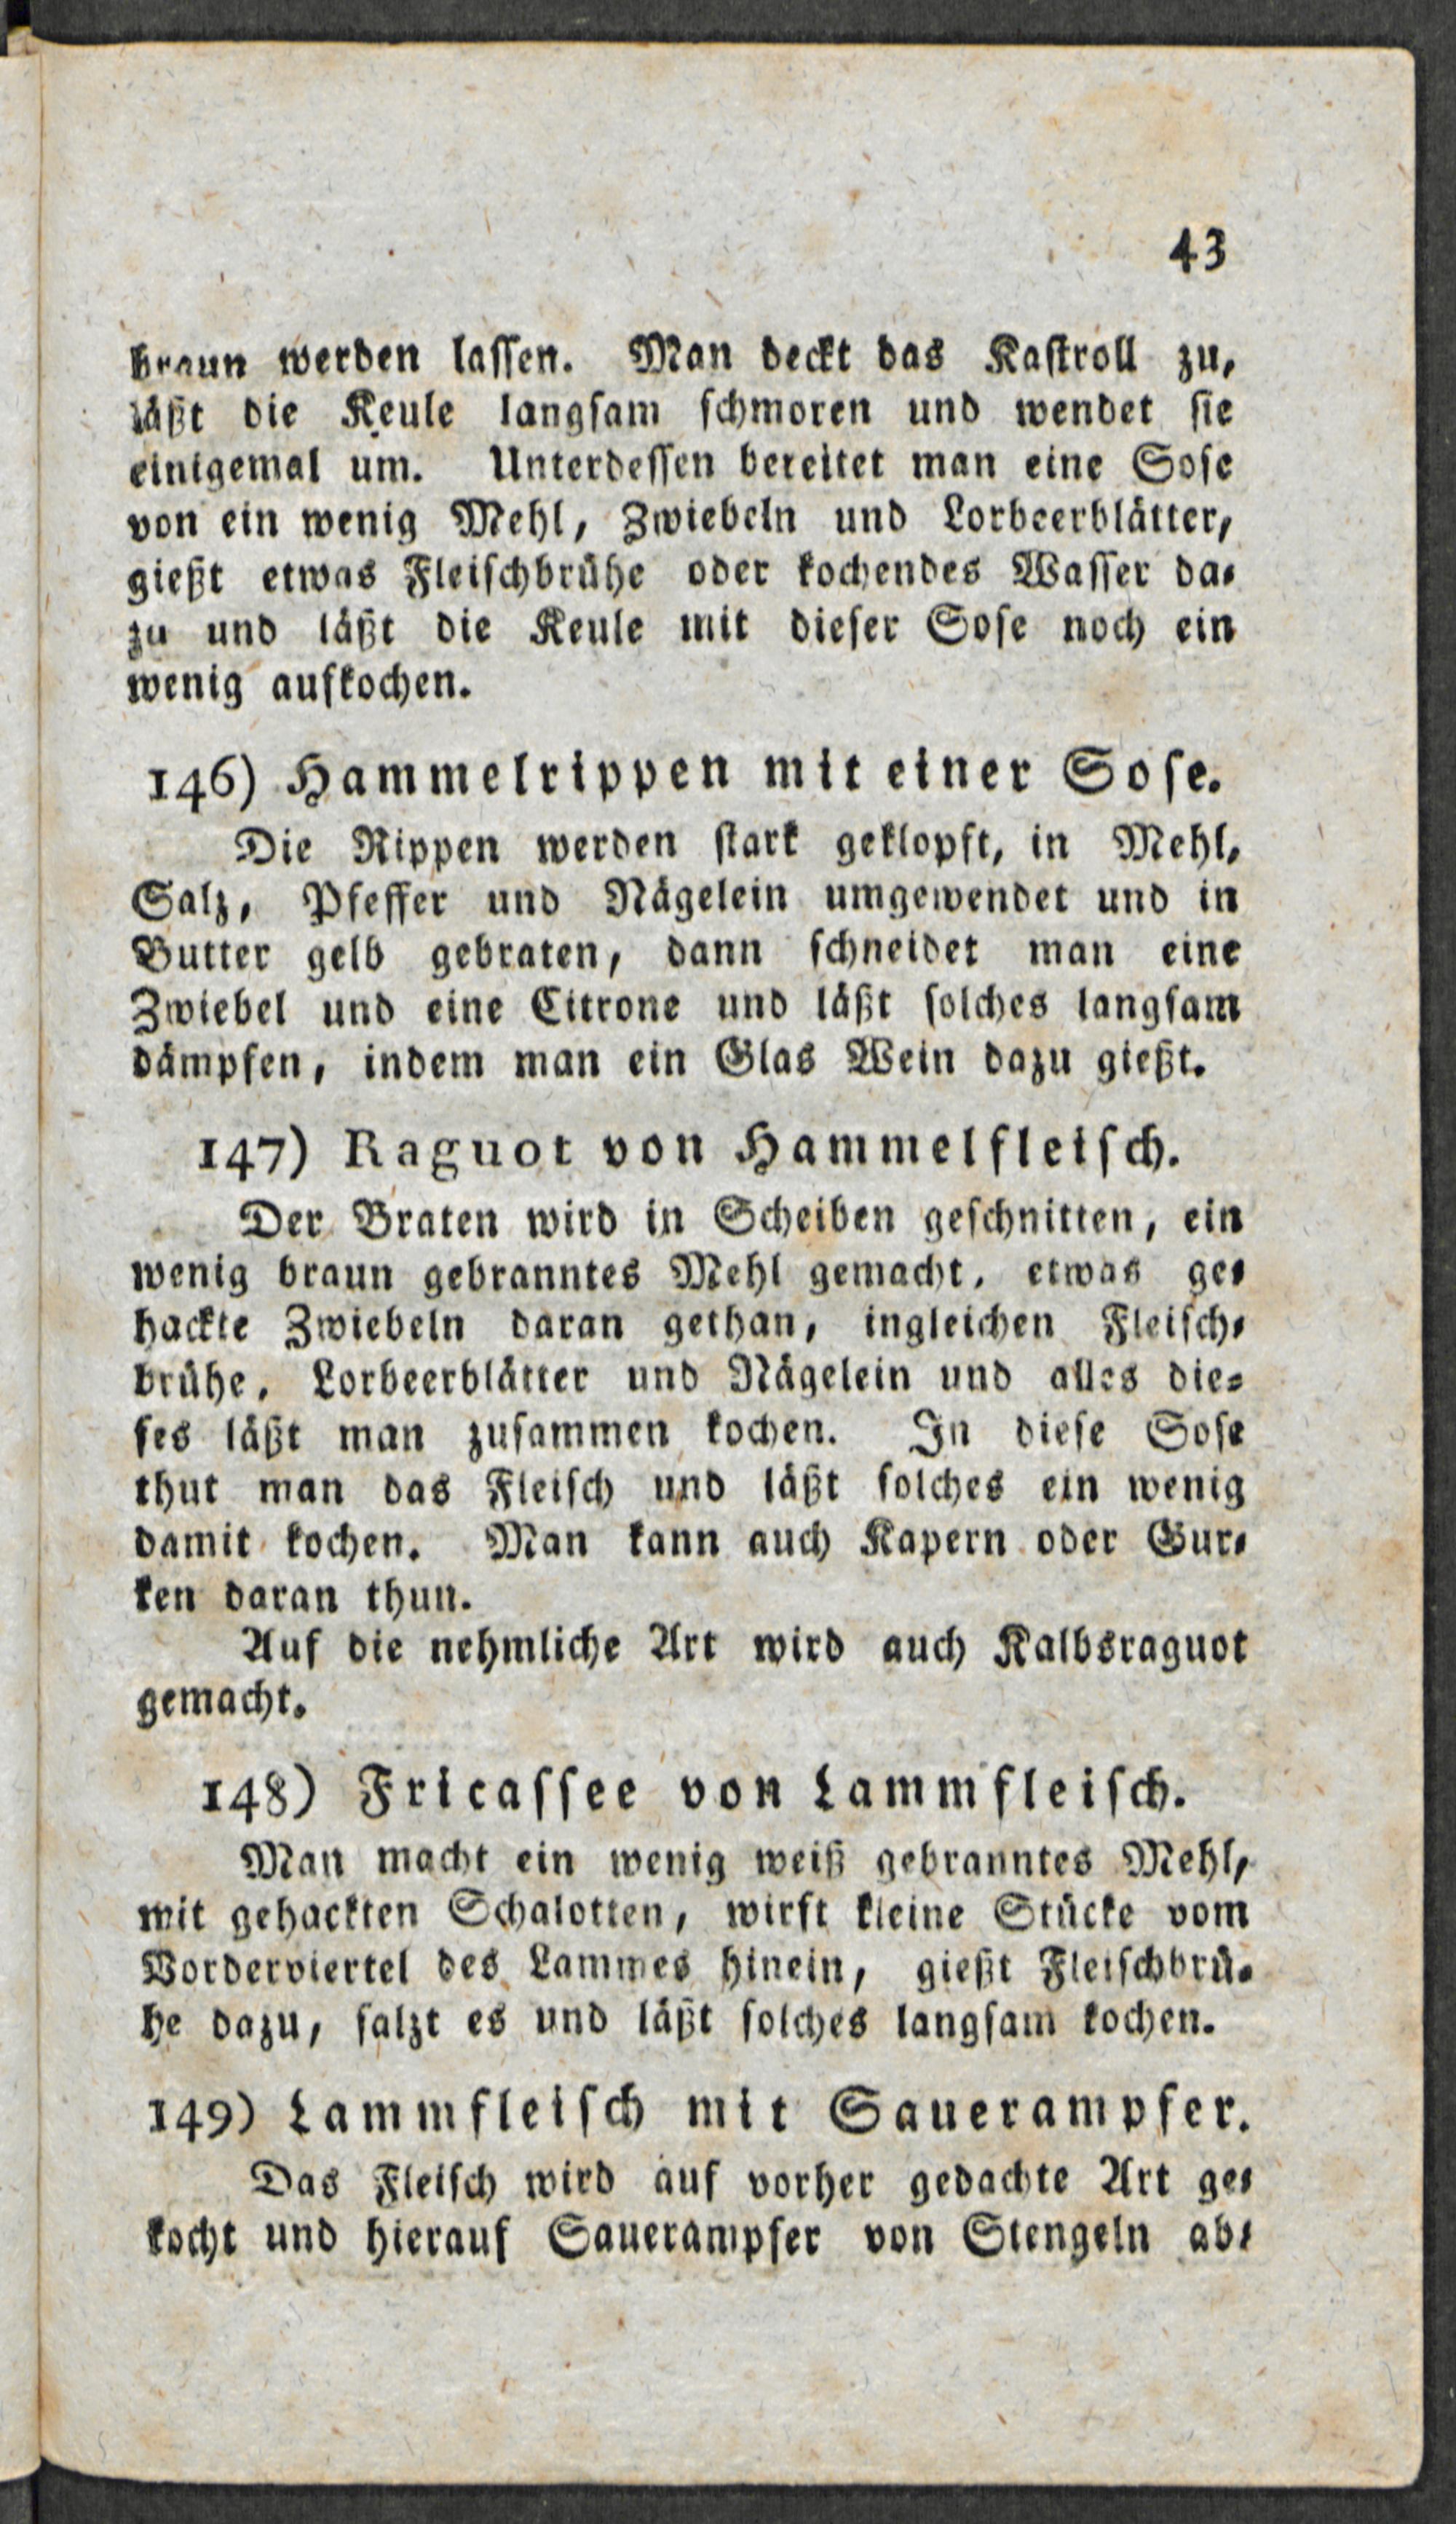 43
braun werden lassen. Man deckt das Kastroll zu,
läßt die Keule langsam schmoren und wendet sie
einigemal um. Unterdessen bereitet man eine Sose
von ein wenig Mehl, Zwiebeln und Lorbeerblätter,
gießt etwas Fleischbrühe oder kochendes Wasser da-
zu und läßt die Keule mit dieser Sose noch ein
wenig aufkochen.
146) Hammelrippen mit einer Sose.
Die Rippen werden stark geklopft, in Mehl,
Salz, Pfeffer und Nägelein umgewendet und in
Butter gelb gebraten, dann schneidet man eine
Zwiebel und eine Citrone und läßt solches langsam
dämpfen, indem man ein Glas Wein dazu gießt.
147) Raguot von Hammelfleisch.
Der Braten wird in Scheiben geschnitten, ein
wenig braun gebranntes Mehl gemacht, etwas ge-
hackte Zwiebeln daran gethan, ingleichen Fleisch-
brühe, Lorbeerblätter und Nägelein und alles die-
ses läßt man zusammen kochen. In diese Sose
thut man das Fleisch und läßt solches ein wenig
damit kochen. Man kann auch Kapern oder Gur-
ken daran thun.
Auf die nehmliche Art wird auch Kalbsraguot
gemacht.
148) Fricassee von Lammfleisch.
Man macht ein wenig weiß gebranntes Mehl,
mit gehackten Schalotten, wirft kleine Stücke vom
Vorderviertel des Lammes hinein, gießt Fleischbrü-
he dazu, salzt es und läßt solches langsam kochen.
149) Lammfleisch mit Sauerampfer.
Das Fleisch wird auf vorher gedachte Art ge-
kocht und hierauf Sauerampfer von Stengeln ab-